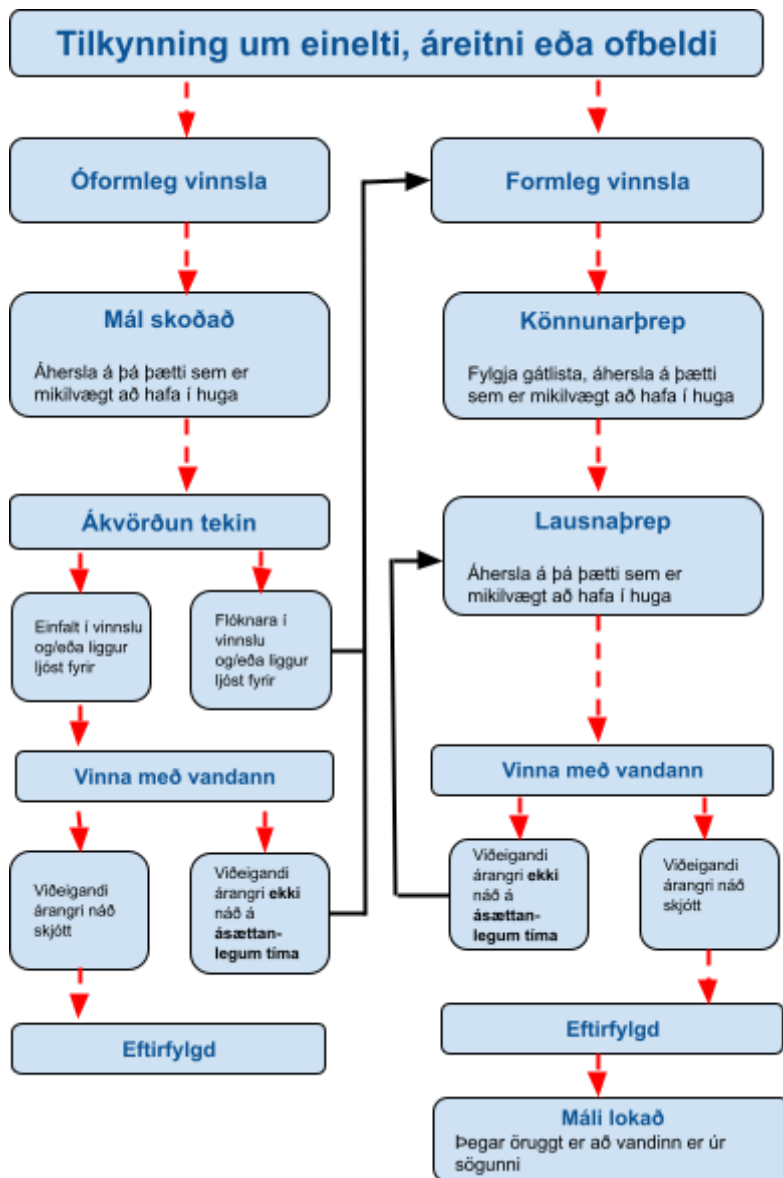 Tilkynning um einelti, áreitni eða ofbeldi
Óformleg vinnsla
Mál skoðað
Áhersla á þá þætti sem er
mikilvægt að hafa í huga
Ákvörðun tekin
Einfalt í vinnslu
og/eða liggur
ljóst fyrir
Flóknara í
vinnslu
og/eða liggur
ljóst fyrir
Vinna með vandann
Viðeigandi
árangri náð
skjótt
Viðeigandi
árangri ekki
náð á
ásættan-
legum tíma
Eftirfylgd
Formleg vinnsla
Könnunarþrep
Fylgja gátlista, áhersla á þætti
sem er mikilvægt að hafa í huga
Lausnaþrep
Áhersla á þá þætti sem er
mikilvægt að hafa í huga
Vinna með vandann
Viðeigandi
árangri ekki
náð á
ásættan-
legum tíma
Viðeigandi
árangri náð
skjótt
Eftirfylgd
Máli lokað
Þegar öruggt er að vandinn er úr
sögunni